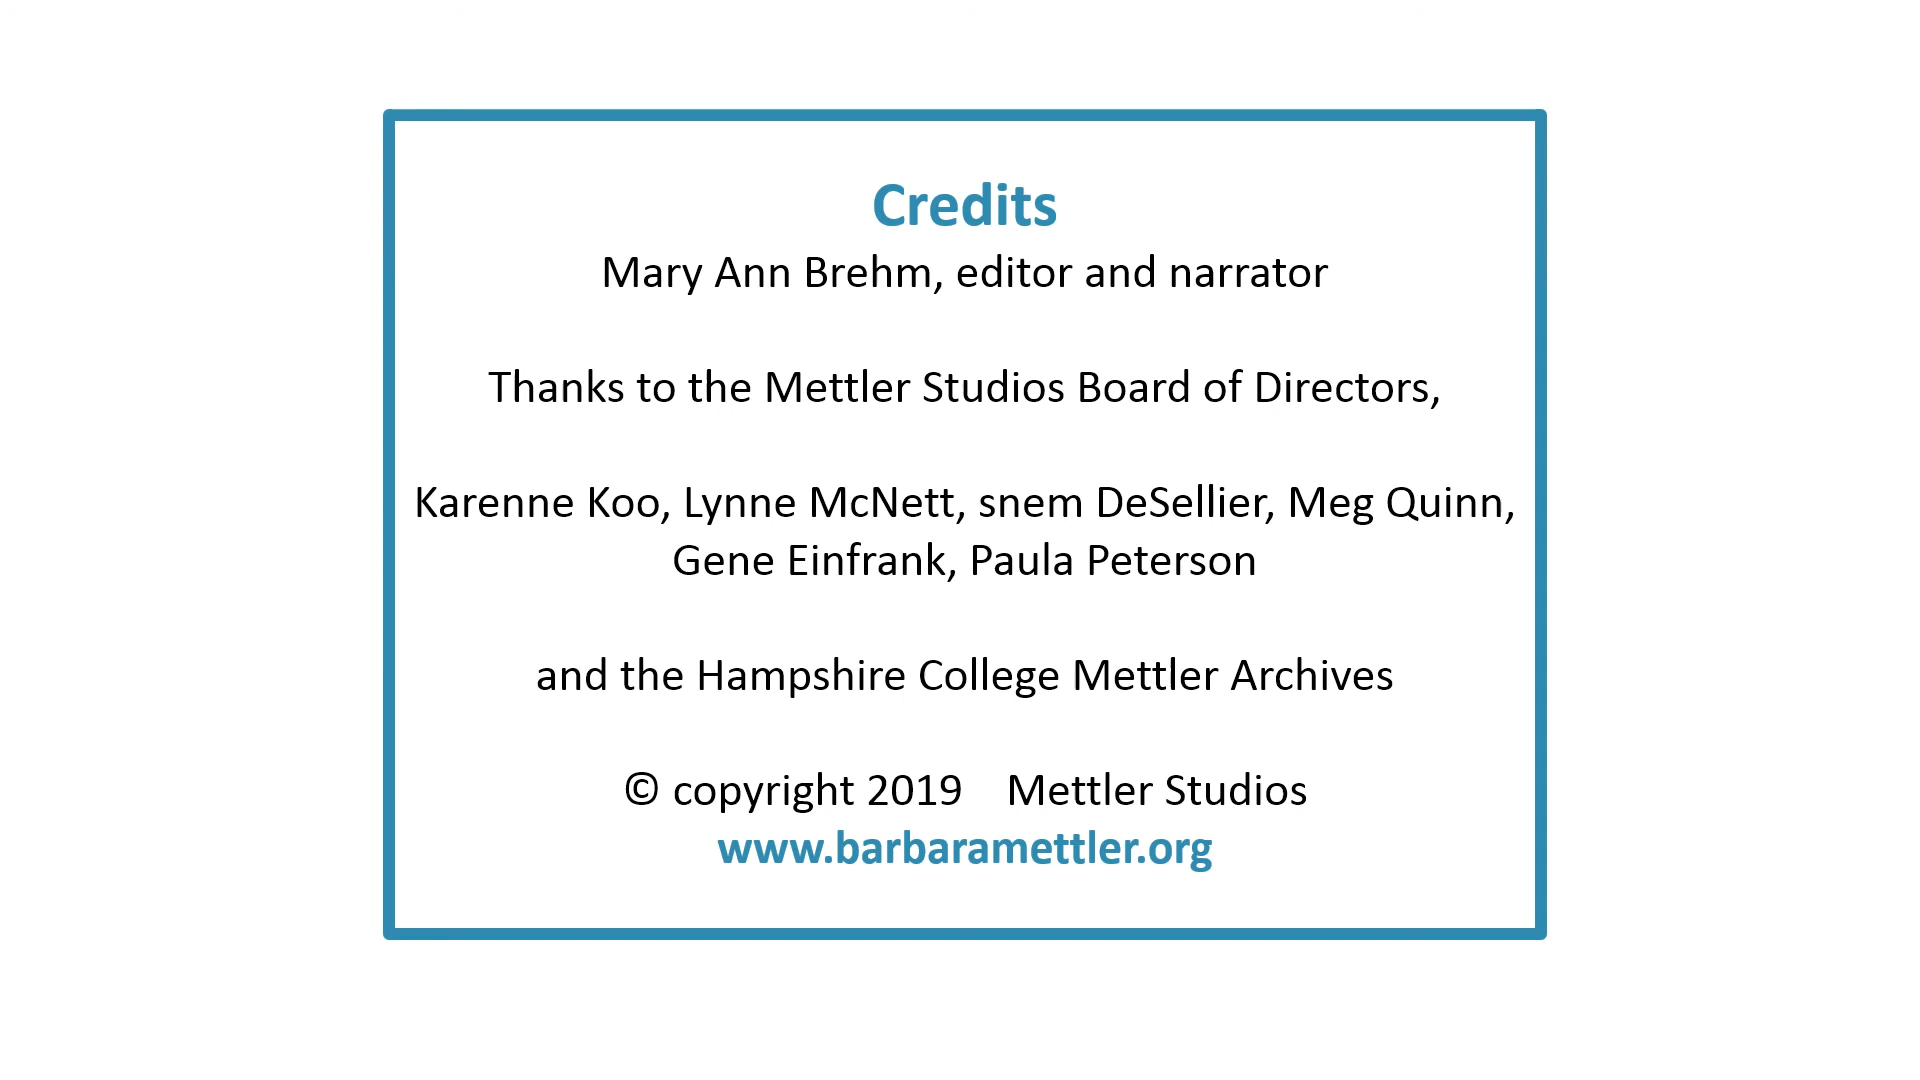 Credits
Mary Ann Brehm, editor and narrator
Thanks to the Mettler Studios Board of Directors,
Karenne Koo, Lynne McNett, snem DeSellier, Meg Quinn,
Gene Einfrank, Paula Peterson
and the Hampshire College Mettler Archives
© copyright 2019    Mettler Studios
www.barbaramettler.org